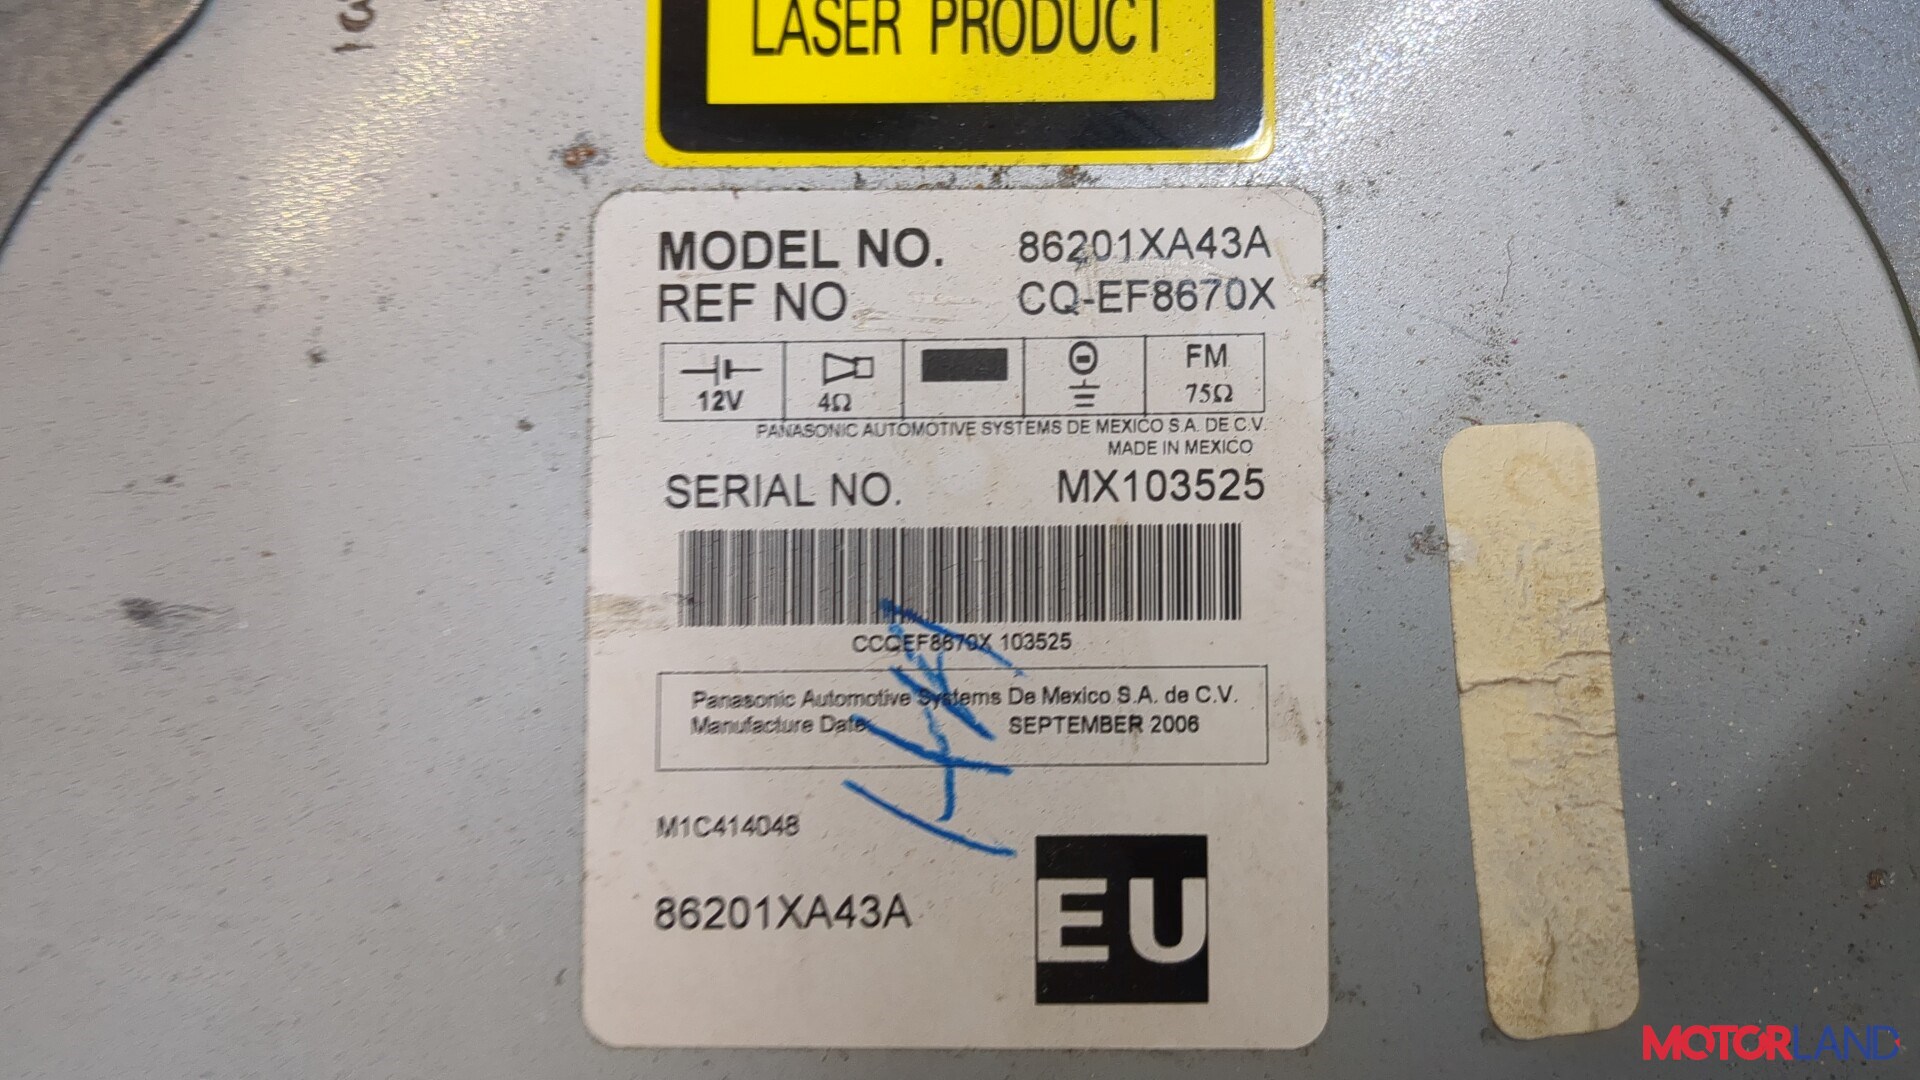 LASER PRODUCT
MODEL NO. 86201XA43A
REF NO CQ-EF8670X
12V 4Ω FM 75Ω
PANASONIC AUTOMOTIVE SYSTEMS DE MEXICO S.A. DE C.V.
MADE IN MEXICO
SERIAL NO. MX103525
CCQEF8670X 103525
Panasonic Automotive Systems De Mexico S.A. de C.V.
Manufacture Date: SEPTEMBER 2006
M1C414048
86201XA43A
EU
MOTORLAND